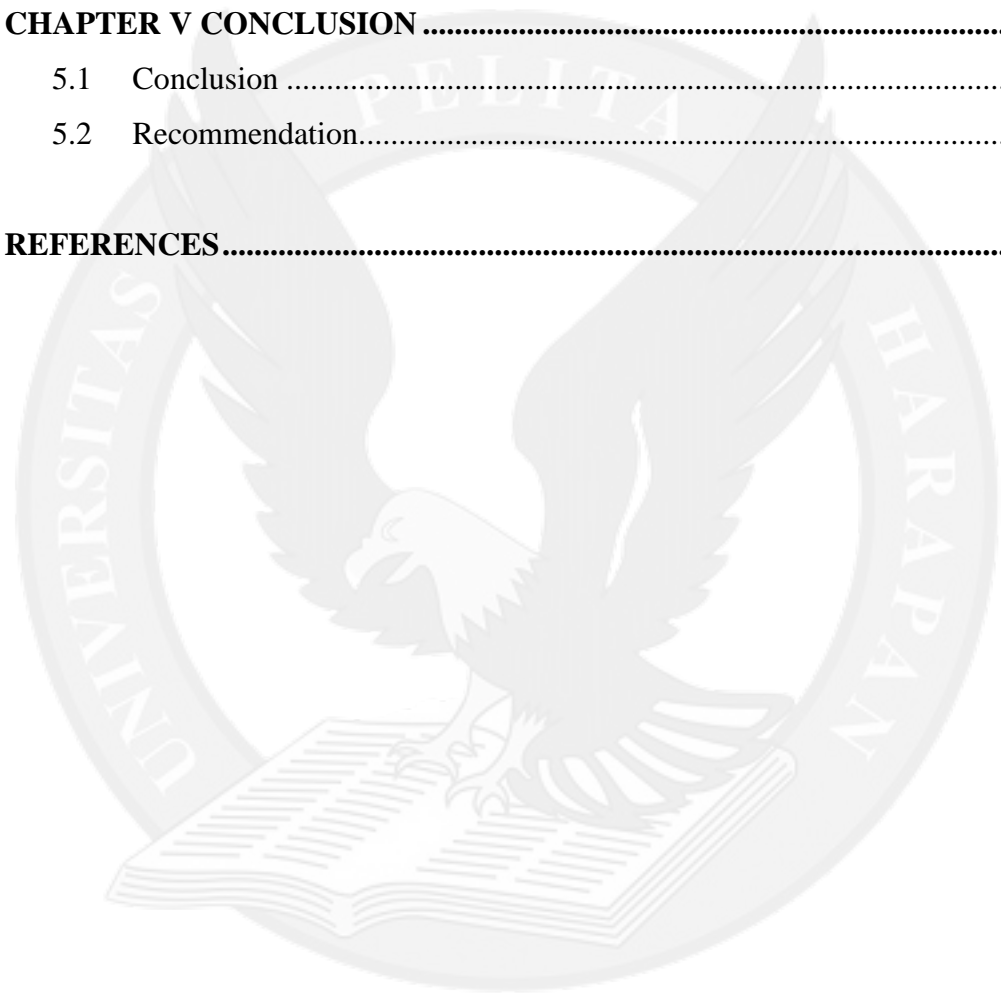 CHAPTER V CONCLUSION ........................................................................
5.1 Conclusion .........................................................................................
5.2 Recommendation................................................................................
REFERENCES.................................................................................................
UNIVERSITAS PELITA HARAPAN